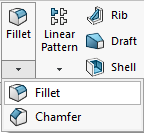 Fillet
Linear
Pattern
Rib
Draft
Shell
Fillet
Chamfer